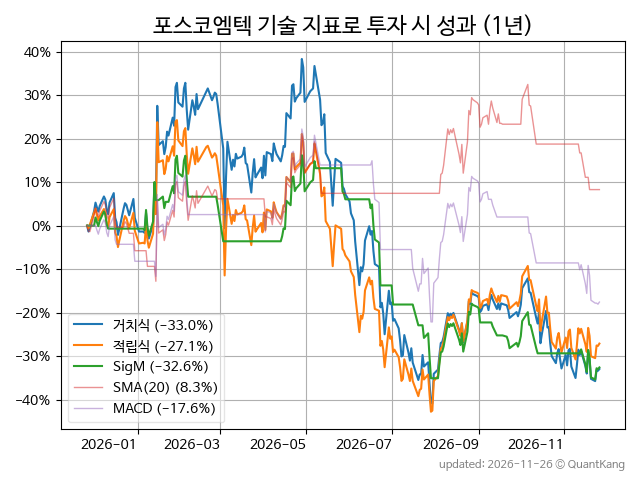 포스코엠텍 기술 지표로 투자 시 성과 (1년)
40%
30%
20%
10%
0%
−10%
−20%
−30%
−40%
거치식 (−33.0%)
적립식 (−27.1%)
SigM (−32.6%)
SMA(20) (8.3%)
MACD (−17.6%)
2026-01 2026-03 2026-05 2026-07 2026-09 2026-11
updated: 2026-11-26 © QuantKang